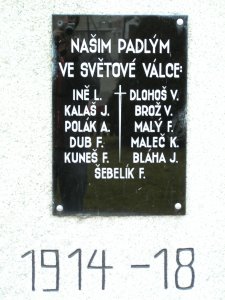 NAŠIM PADLÝM
VE SVĚTOVÉ VÁLCE:
INĚ L. DLOHOŠ V.
KALAŠ J. BROŽ V.
POLÁK A. MALÝ F.
DUB F. MALEČ K.
KUNEŠ F. BLÁHA J.
ŠEBELÍK F.
1914-18